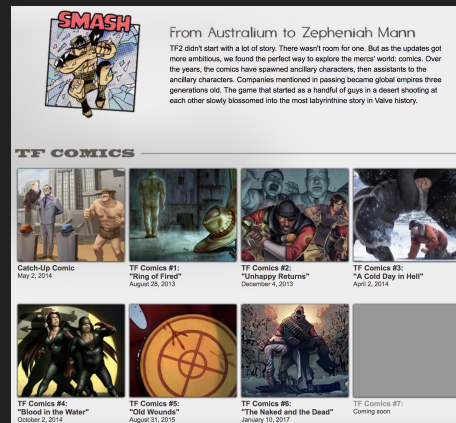 SMASH
From Australium to Zepheniah Mann
TF2 didn't start with a lot of story. There wasn't room for one. But as the updates got
more ambitious, we found the perfect way to explore the mercs' world: comics. Over
the years, the comics have spawned ancillary characters, then assistants to the
ancillary characters. Companies mentioned in passing became global empires three
generations old. The game that started as a handful of guys in a desert shooting at
each other slowly blossomed into the most labyrinthine story in Valve history.
TF COMICS
Catch-Up Comic
May 2, 2014
TF Comics #1:
"Ring of Fired"
August 28, 2013
TF Comics #2:
"Unhappy Returns"
December 4, 2013
TF Comics #3:
"A Cold Day in Hell"
April 2, 2014
TF Comics #4:
"Blood in the Water"
October 2, 2014
TF Comics #5:
"Old Wounds"
August 31, 2015
TF Comics #6:
"The Naked and the Dead"
January 10, 2017
TF Comics #7:
Coming soon